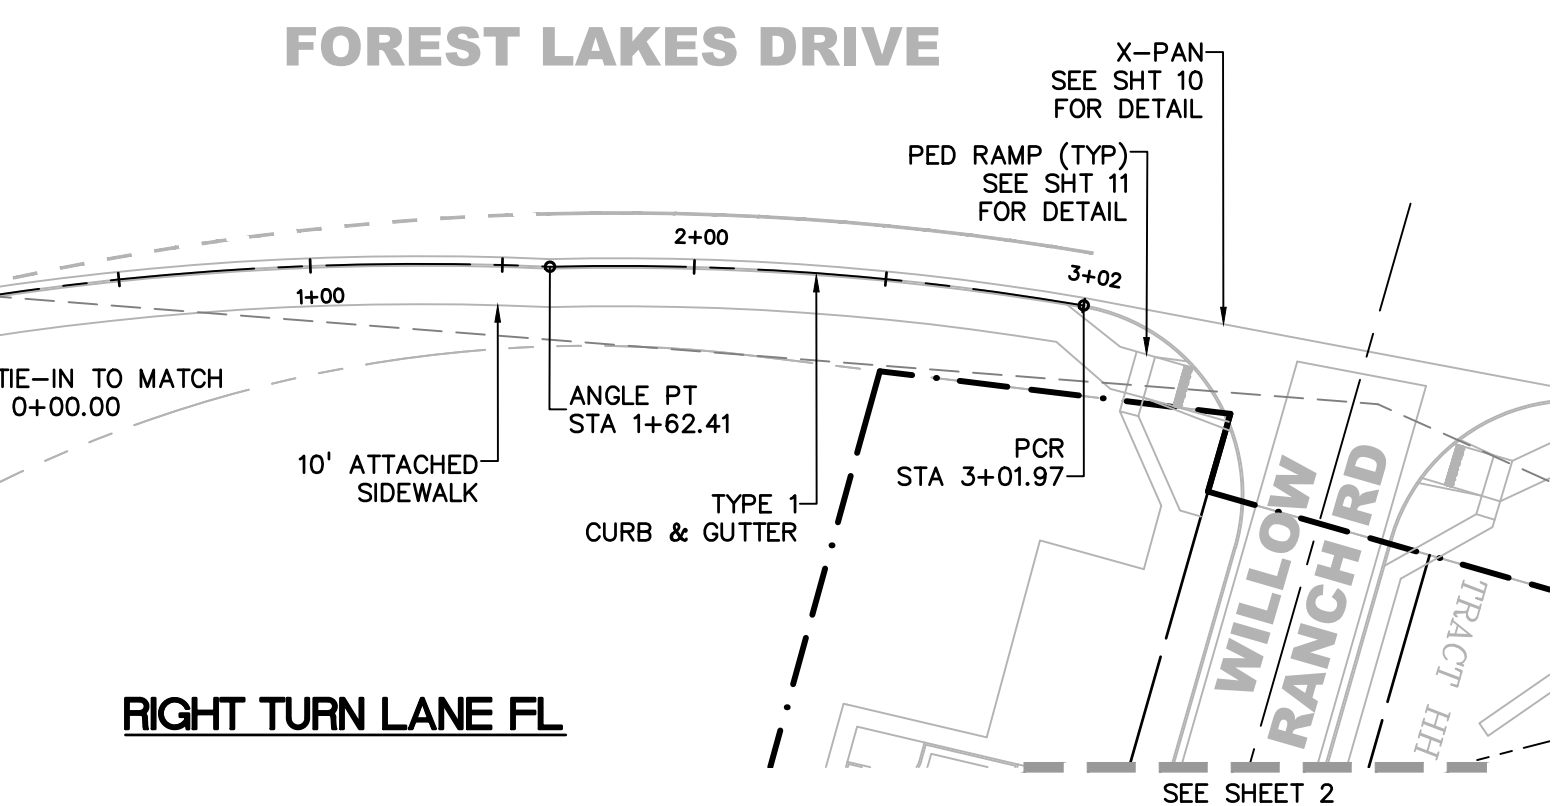 FOREST LAKES DRIVE
X-PAN
SEE SHT 10
FOR DETAIL
PED RAMP (TYP)
SEE SHT 11
FOR DETAIL
2+00
3+02
1+00
TIE-IN TO MATCH
0+00.00
ANGLE PT
STA 1+62.41
10' ATTACHED
SIDEWALK
PCR
STA 3+01.97
TYPE 1
CURB & GUTTER
WILLOW
RANCH RD
TRACT HH
RIGHT TURN LANE FL
SEE SHEET 2